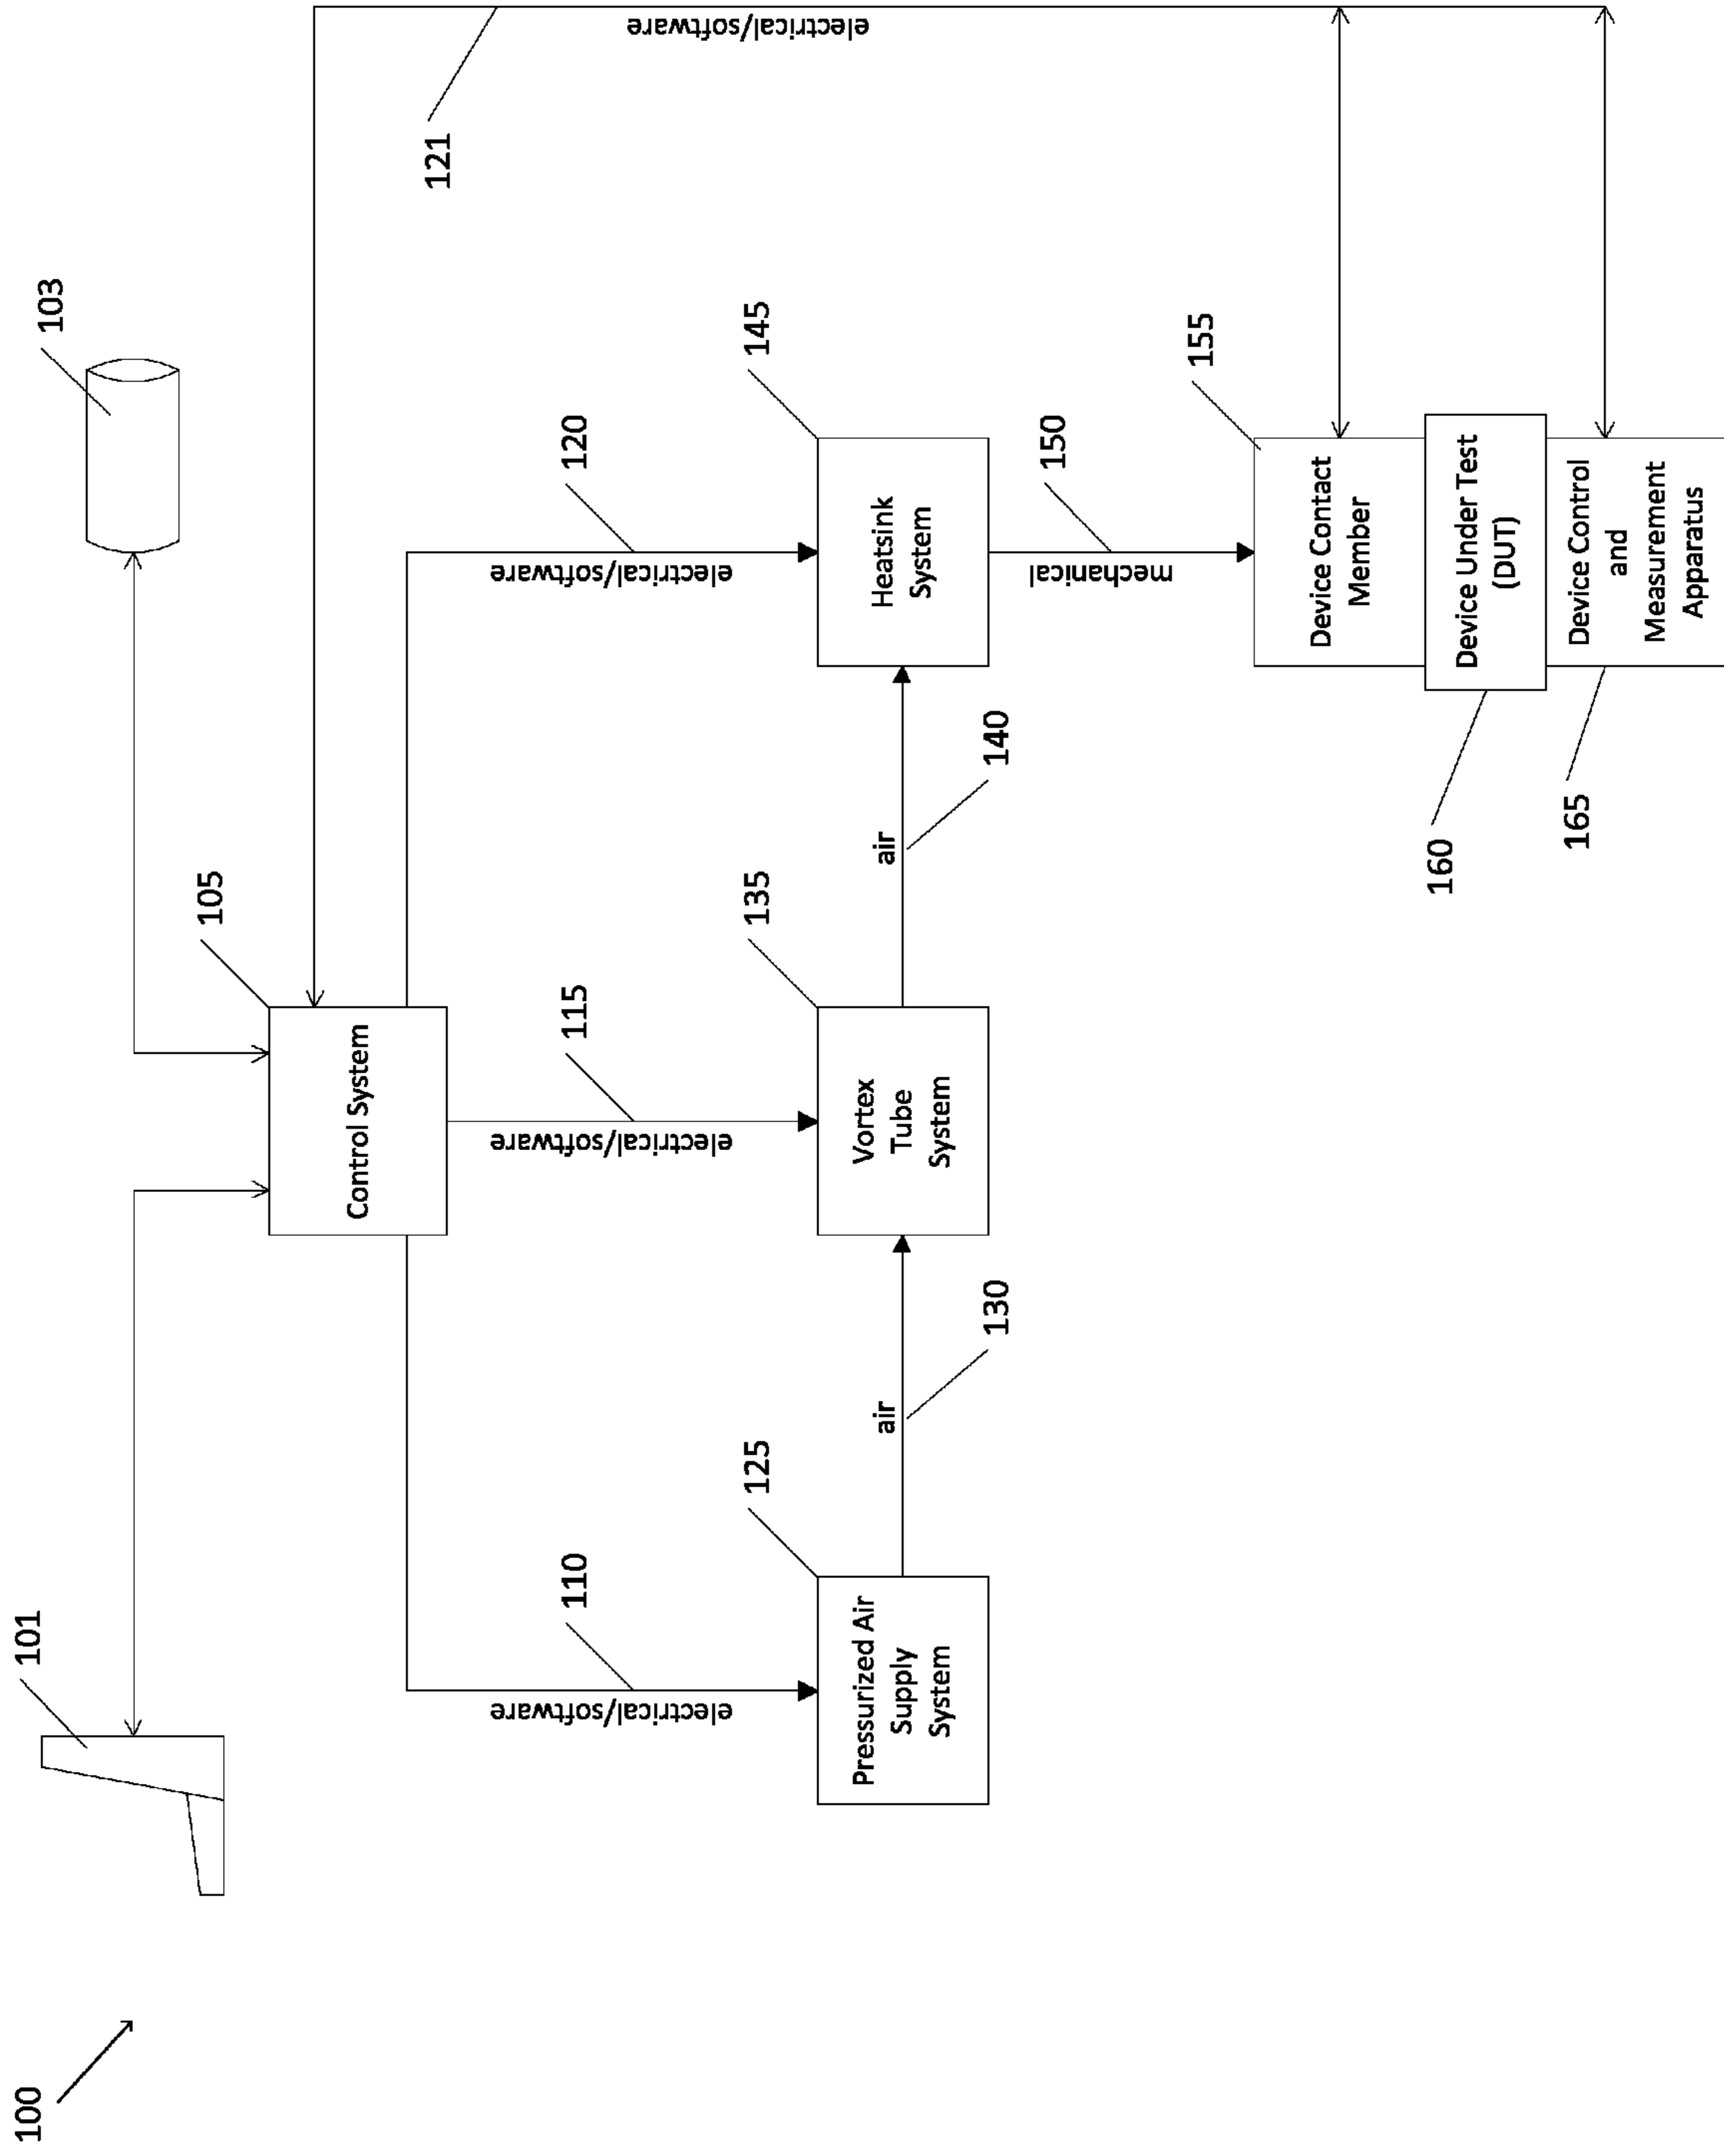 100
101
103
105
Control System
121
electrical/software
110
electrical/software
115
electrical/software
120
electrical/software
125
Pressurized Air
Supply
System
air
130
135
Vortex
Tube
System
air
140
145
Heatsink
System
mechanical
150
155
Device Contact
Member
160
Device Under Test
(DUT)
165
Device Control
and
Measurement
Apparatus